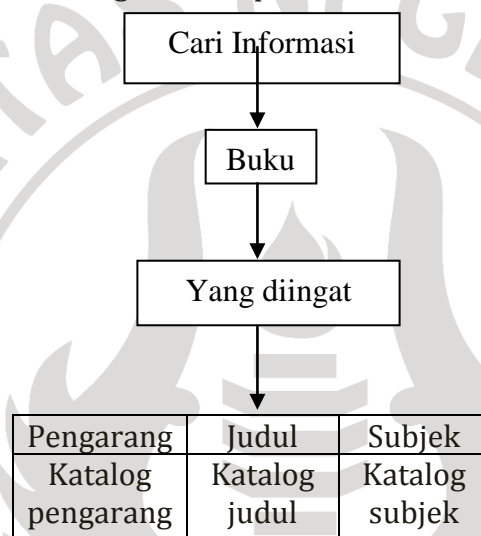 Cari Informasi
Buku
Yang diingat
Pengarang Judul Subjek
Katalog Katalog Katalog
pengarang judul subjek